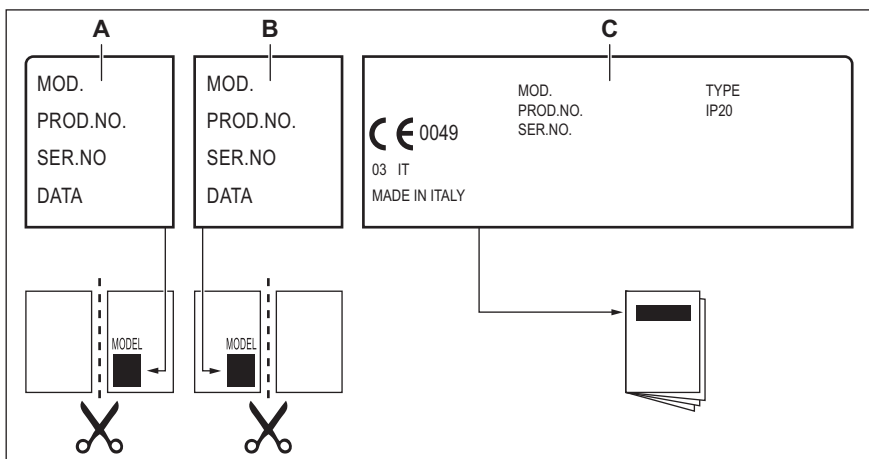 A
B
C
MOD.
PROD.NO.
SER.NO
DATA
MOD.
PROD.NO.
SER.NO
DATA
MOD.
PROD.NO.
SER.NO.
TYPE
IP20
CE 0049
03 IT
MADE IN ITALY
MODEL
MODEL